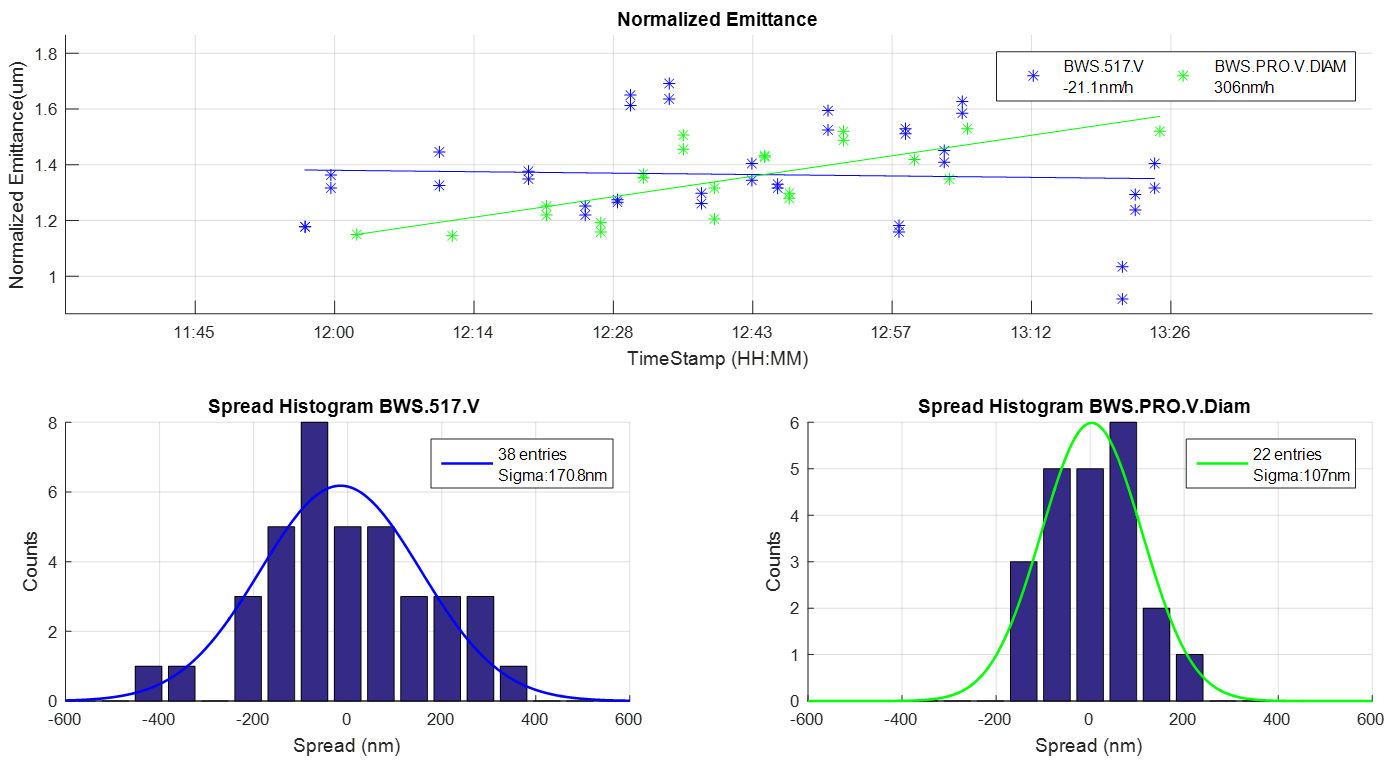 Normalized Emittance
Normalized Emittance(um)
1.8
1.6
1.4
1.2
1
BWS.517.V
-21.1nm/h
BWS.PRO.V.DIAM
306nm/h
11:45 12:00 12:14 12:28 12:43 12:57 13:12 13:26
TimeStamp (HH:MM)
Spread Histogram BWS.517.V
Counts
8
6
4
2
0
38 entries
Sigma:170.8nm
-600 -400 -200 0 200 400 600
Spread (nm)
Spread Histogram BWS.PRO.V.Diam
Counts
6
5
4
3
2
1
0
22 entries
Sigma:107nm
-600 -400 -200 0 200 400 600
Spread (nm)